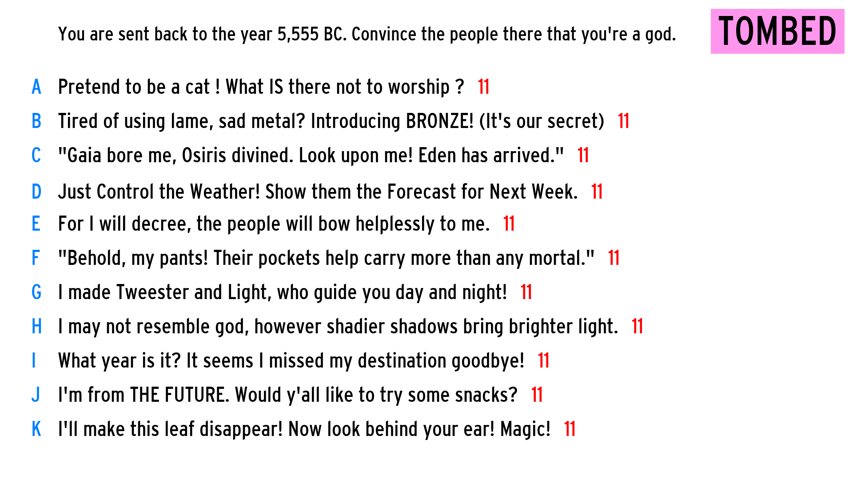 You are sent back to the year 5,555 BC. Convince the people there that you're a god.
TOMBED
A Pretend to be a cat ! What IS there not to worship ? 11
B Tired of using lame, sad metal? Introducing BRONZE! (It's our secret) 11
C "Gaia bore me, Osiris divined. Look upon me! Eden has arrived." 11
D Just Control the Weather! Show them the Forecast for Next Week. 11
E For I will decree, the people will bow helplessly to me. 11
F "Behold, my pants! Their pockets help carry more than any mortal." 11
G I made Tweester and Light, who guide you day and night! 11
H I may not resemble god, however shadier shadows bring brighter light. 11
I What year is it? It seems I missed my destination goodbye! 11
J I'm from THE FUTURE. Would y'all like to try some snacks? 11
K I'll make this leaf disappear! Now look behind your ear! Magic! 11